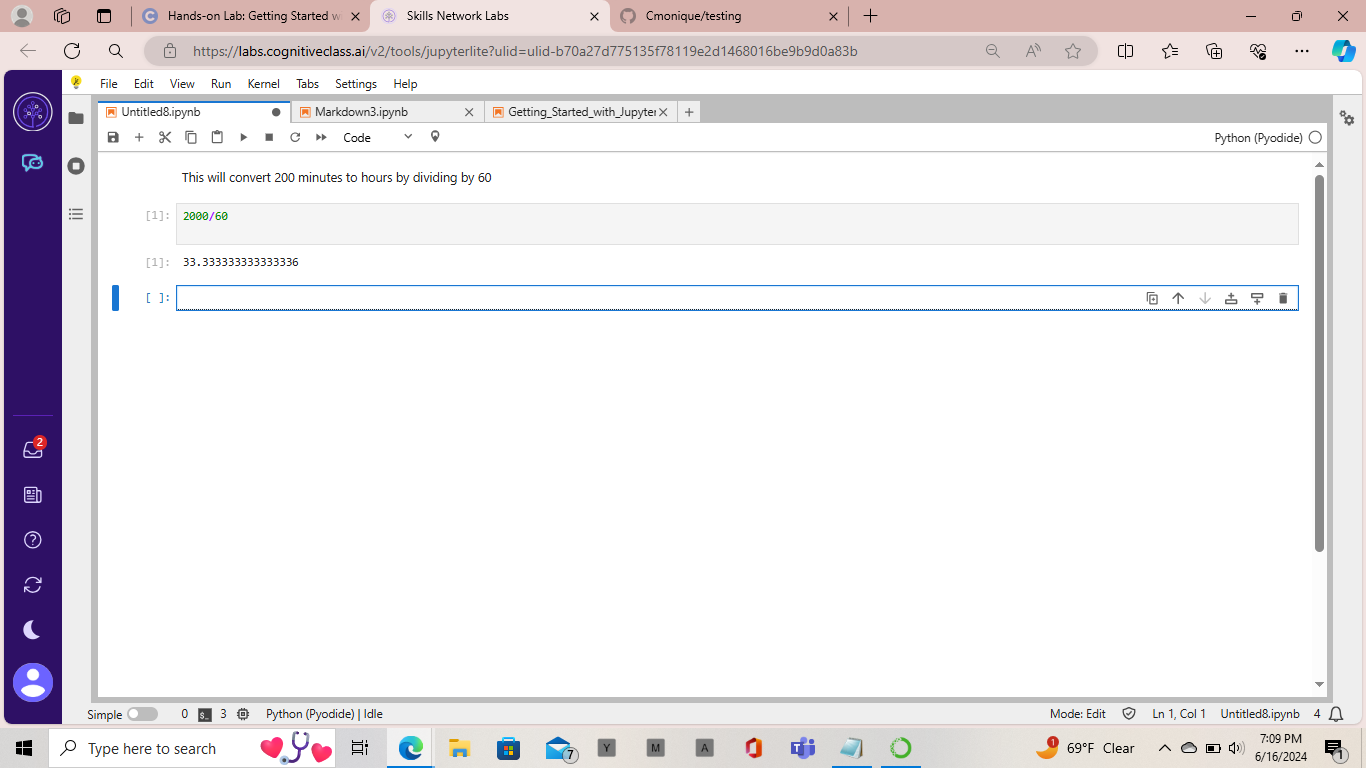 Hands-on Lab: Getting Started w
Skills Network Labs
Cmonique/testing
https://labs.cognitiveclass.ai/v2/tools/jupyterlite?ulid=ulid-b70a27d775135f78119e2d1468016be9b9d0a83b
File Edit View Run Kernel Tabs Settings Help
Untitled8.ipynb
Markdown3.ipynb
Getting_Started_with_Jupyter
Code
Python (Pyodide)
This will convert 200 minutes to hours by dividing by 60
[1]: 2000/60
[1]: 33.333333333333336
[ ]:
2
Simple 0 3 Python (Pyodide) | Idle Mode: Edit Ln 1, Col 1 Untitled8.ipynb 4
Type here to search
7
Y
M
A
1
69°F Clear
7:09 PM
6/16/2024
1